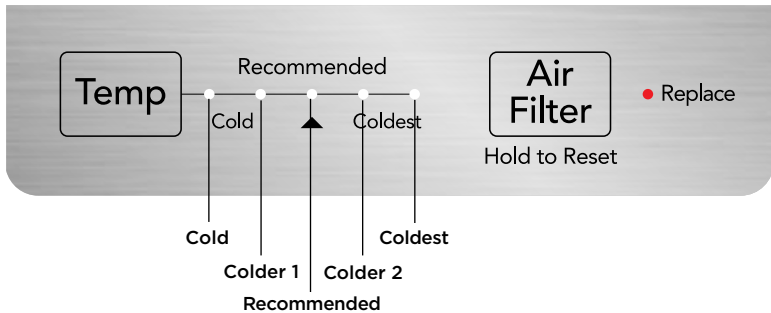 Recommended
Temp
Cold
Coldest
Air
Filter
Hold to Reset
Replace
Cold
Coldest
Colder 1
Colder 2
Recommended